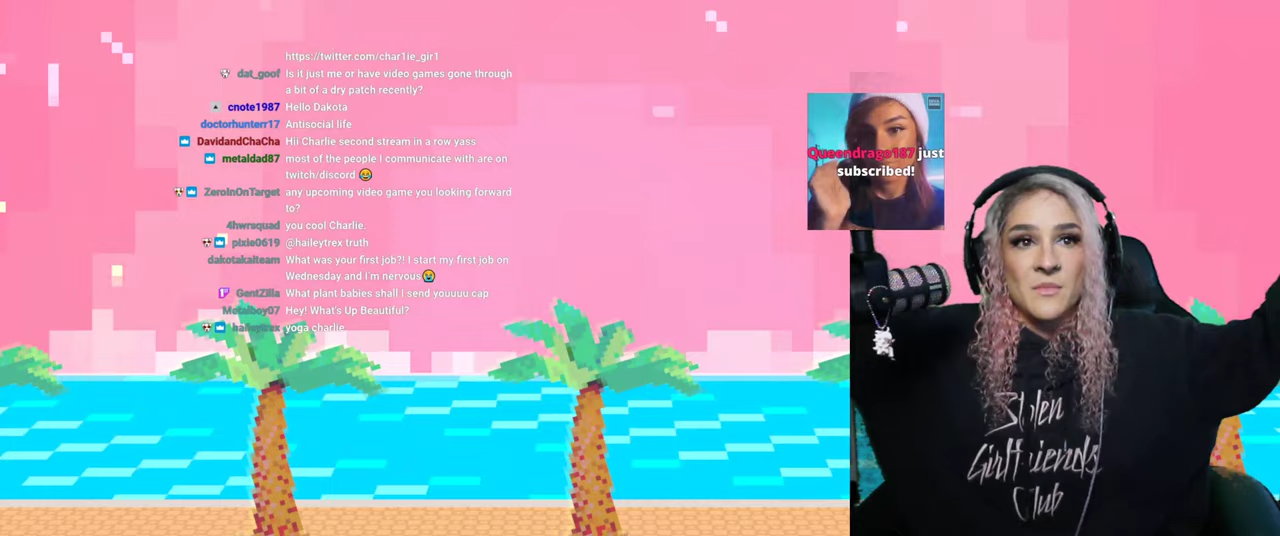 https://twitter.com/char1ie_gir1
dat_goof Is it just me or have video games gone through
a bit of a dry patch recently?
cnote1987 Hello Dakota
doctorhunterr17 Antisocial life
DavidandChaCha Hii Charlie second stream in a row yass
metaldad87 most of the people I communicate with are on
twitch/discord 😂
ZeroInOnTarget any upcoming video game you looking forward
to?
4hwrsquad you cool Charlie.
pixie0619 @haileytrex truth
dakotakaiteam What was your first job?! I start my first job on
Wednesday and I'm nervous😭
GentZilla What plant babies shall I send youuuu cap
Metalboy07 Hey! What's Up Beautiful?
haileytrex yoga charlie
Queendrago187 just
subscribed!
Stolen
Girlfriends
Club